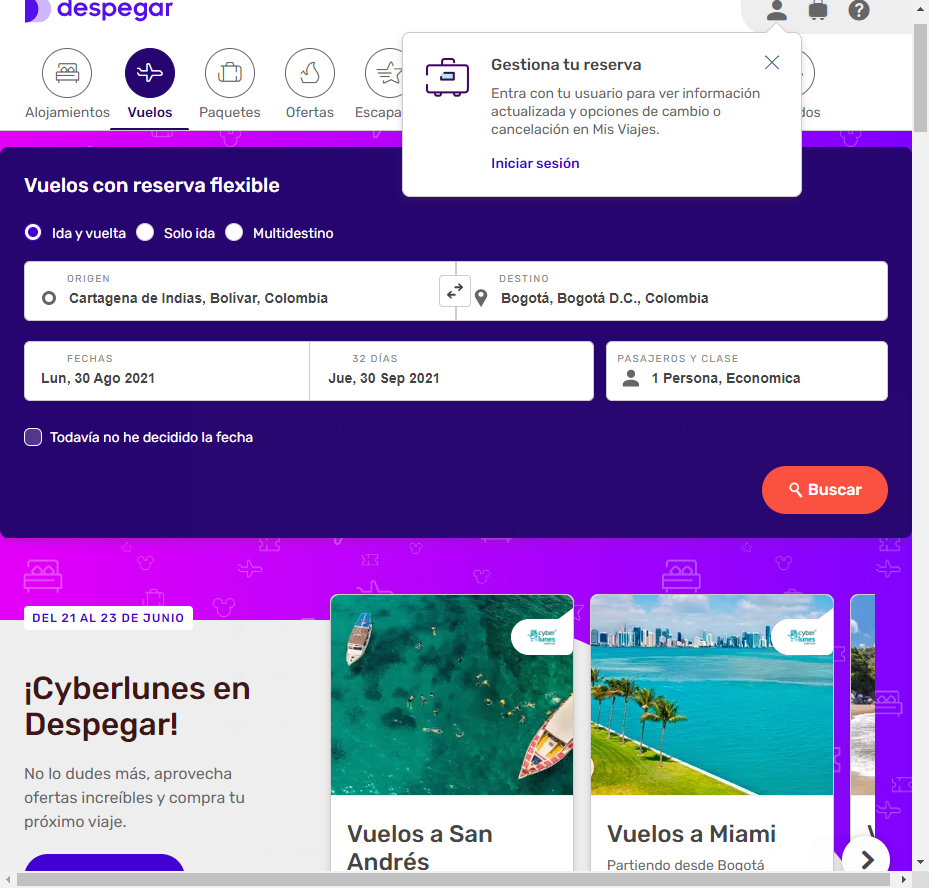 despegar
Alojamientos
Vuelos
Paquetes
Ofertas
Escapa
dos
Gestiona tu reserva
Entra con tu usuario para ver información
actualizada y opciones de cambio o
cancelación en Mis Viajes.
Iniciar sesión
Vuelos con reserva flexible
Ida y vuelta
Solo ida
Multidestino
ORIGEN
Cartagena de Indias, Bolívar, Colombia
DESTINO
Bogotá, Bogotá D.C., Colombia
FECHAS
Lun, 30 Ago 2021
32 DÍAS
Jue, 30 Sep 2021
PASAJEROS Y CLASE
1 Persona, Economica
Todavía no he decidido la fecha
Buscar
DEL 21 AL 23 DE JUNIO
¡Cyberlunes en
Despegar!
No lo dudes más, aprovecha
ofertas increíbles y compra tu
próximo viaje.
cyber
lunes
Vuelos a San
Andrés
cyber
lunes
Vuelos a Miami
Partiendo desde Bogotá